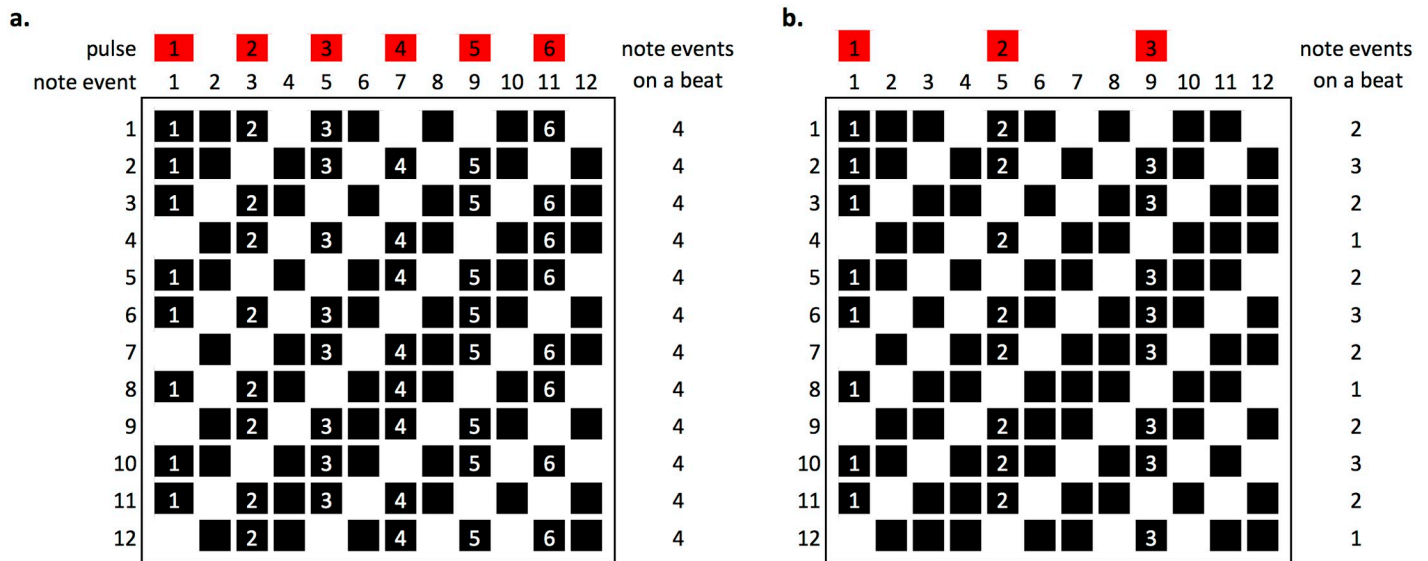 a.
pulse 1 2 3 4 5 6 note events
note event 1 2 3 4 5 6 7 8 9 10 11 12 on a beat
1 1 2 3 6 4
2 1 3 4 5 4
3 1 2 5 6 4
4 2 3 4 6 4
5 1 4 5 6 4
6 1 2 3 5 4
7 3 4 5 6 4
8 1 2 4 6 4
9 2 3 4 5 4
10 1 3 5 6 4
11 1 2 3 4 4
12 2 4 5 6 4
b.
1 2 3 note events
1 2 3 4 5 6 7 8 9 10 11 12 on a beat
1 1 2 2
2 1 2 3 3
3 1 3 2
4 2 1
5 1 3 2
6 1 2 3 3
7 2 3 2
8 1 1
9 2 3 2
10 1 2 3 3
11 1 2 2
12 3 1